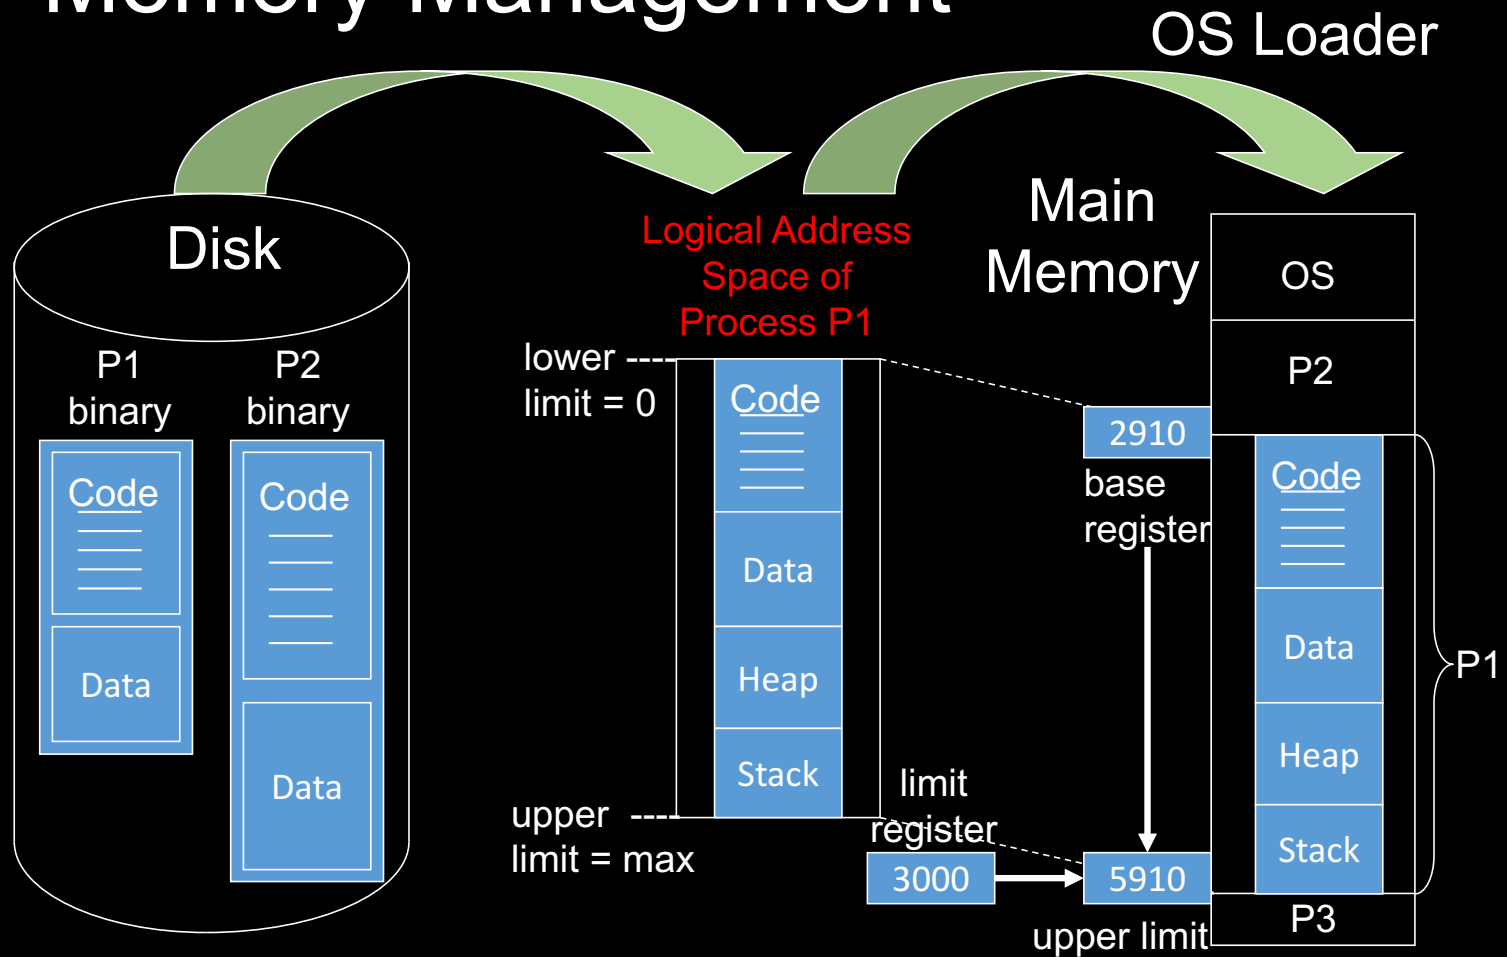 Memory Management
OS Loader
Disk
P1
binary
Code
Data
P2
binary
Code
Data
Logical Address
Space of
Process P1
lower ----
limit = 0
Code
Data
Heap
Stack
upper ----
limit = max
Main
Memory
2910
base
register
limit
register
3000
5910
upper limit
OS
P2
Code
Data
Heap
Stack
P1
P3